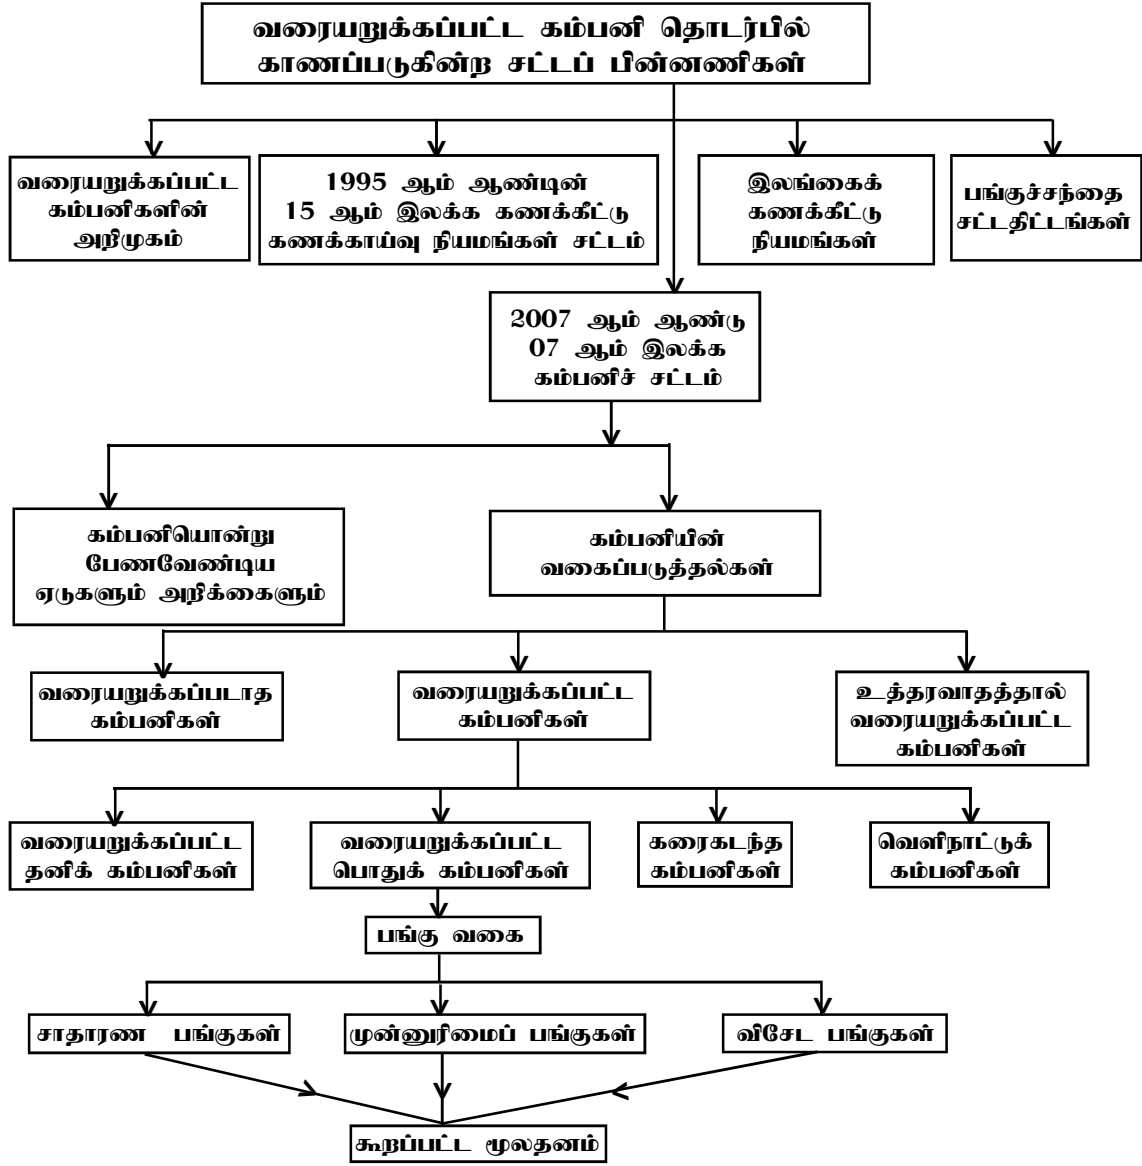 வரையறுக்கப்பட்ட கம்பனி தொடர்பில்
காணப்படுகின்ற சட்டப் பின்னணிகள்
வரையறுக்கப்பட்ட
கம்பனிகளின்
அறிமுகம்
1995 ஆம் ஆண்டின்
15 ஆம் இலக்க கணக்கீட்டு
கணக்காய்வு நியமங்கள் சட்டம்
இலங்கைக்
கணக்கீட்டு
நியமங்கள்
பங்குச்சந்தை
சட்டதிட்டங்கள்
2007 ஆம் ஆண்டு
07 ஆம் இலக்க
கம்பனிச் சட்டம்
கம்பனியொன்று
பேணவேண்டிய
ஏடுகளும் அறிக்கைளும்
கம்பனியின்
வகைப்படுத்தல்கள்
வரையறுக்கப்படாத
கம்பனிகள்
வரையறுக்கப்பட்ட
கம்பனிகள்
உத்தரவாதத்தால்
வரையறுக்கப்பட்ட
கம்பனிகள்
வரையறுக்கப்பட்ட
தனிக் கம்பனிகள்
வரையறுக்கப்பட்ட
பொதுக் கம்பனிகள்
கரைகடந்த
கம்பனிகள்
வெளிநாட்டுக்
கம்பனிகள்
பங்கு வகை
சாதாரண பங்குகள்
முன்னுரிமைப் பங்குகள்
விசேட பங்குகள்
கூறப்பட்ட மூலதனம்